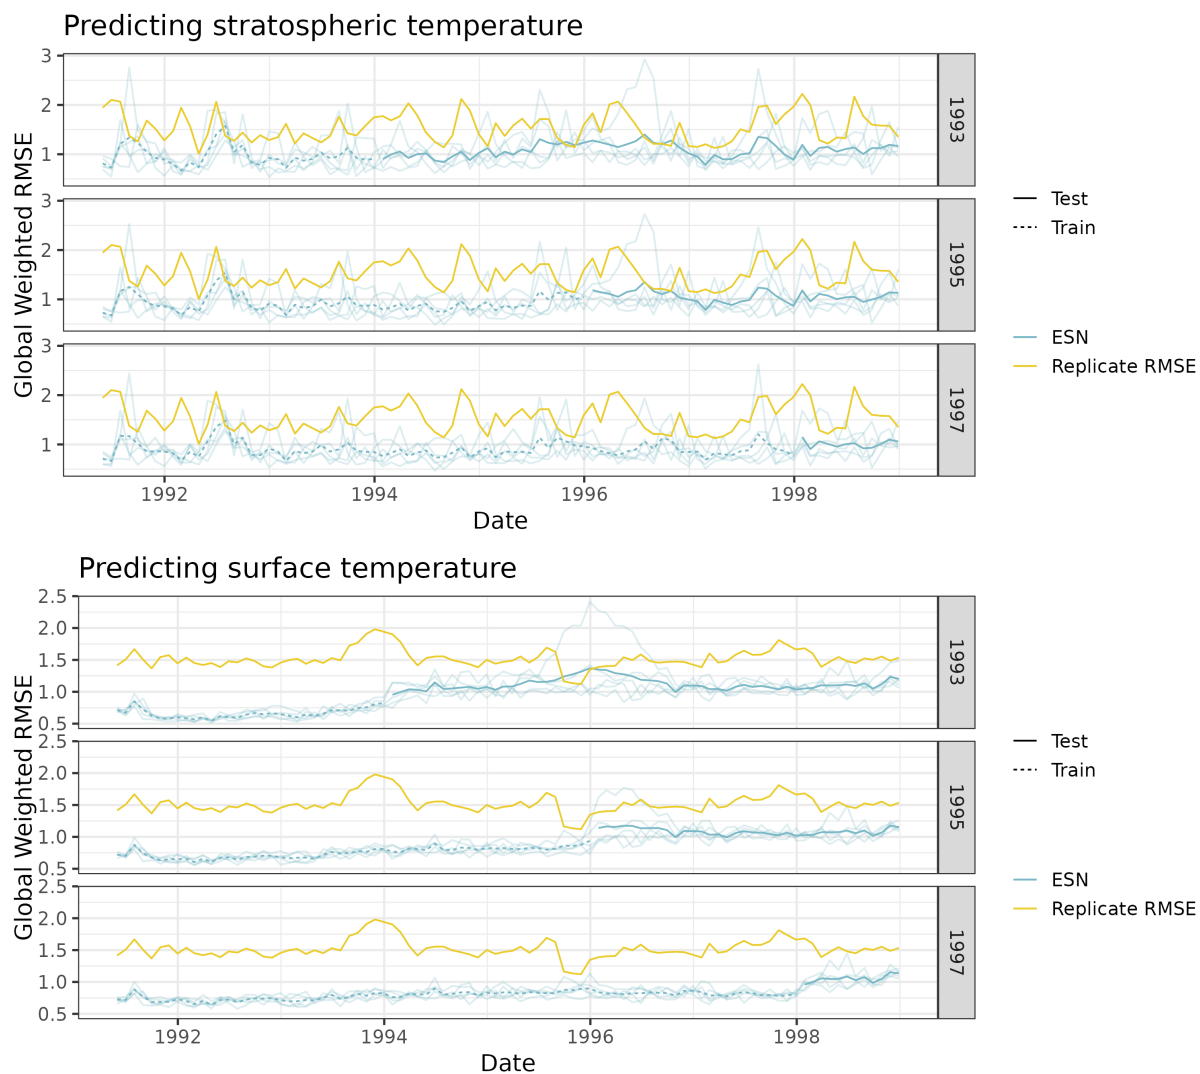 Predicting stratospheric temperature
Global Weighted RMSE
3
2
1
1993
3
2
1
1995
3
2
1
1997
1992
1994
1996
1998
Date
Test
Train
ESN
Replicate RMSE
Predicting surface temperature
Global Weighted RMSE
2.5
2.0
1.5
1.0
0.5
1993
2.5
2.0
1.5
1.0
0.5
1995
2.5
2.0
1.5
1.0
0.5
1997
1992
1994
1996
1998
Date
Test
Train
ESN
Replicate RMSE